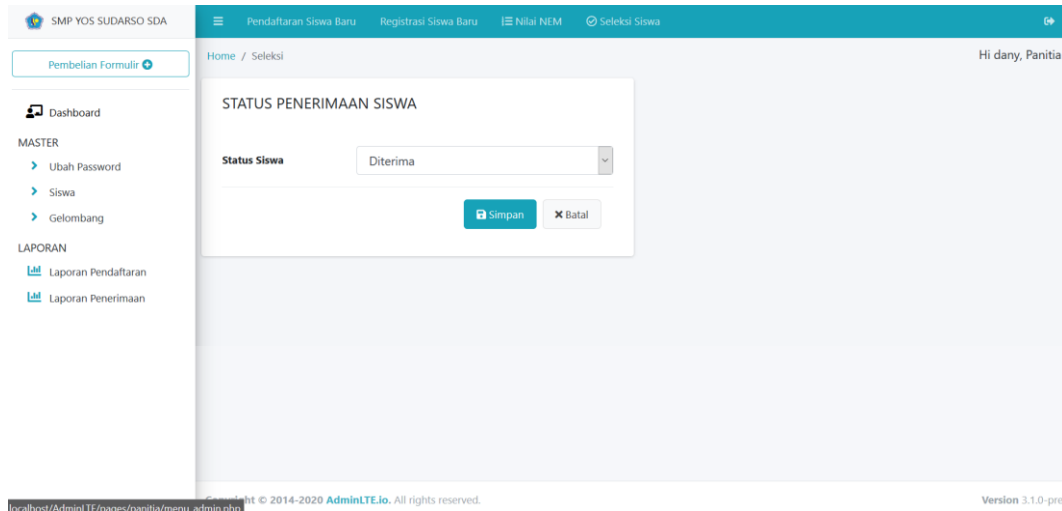 SMP YOS SUDARSO SDA
Pendaftaran Siswa Baru Registrasi Siswa Baru Nilai NEM Seleksi Siswa
Pembelian Formulir
Home / Seleksi
Hi dany, Panitia
Dashboard
MASTER
Ubah Password
Siswa
Gelombang
LAPORAN
Laporan Pendaftaran
Laporan Penerimaan
STATUS PENERIMAAN SISWA
Status Siswa Diterima
Simpan Batal
Copyright © 2014-2020 AdminLTE.io. All rights reserved.
Version 3.1.0-pre
localhost/AdminLTE/pages/panitia/menu_admin.php